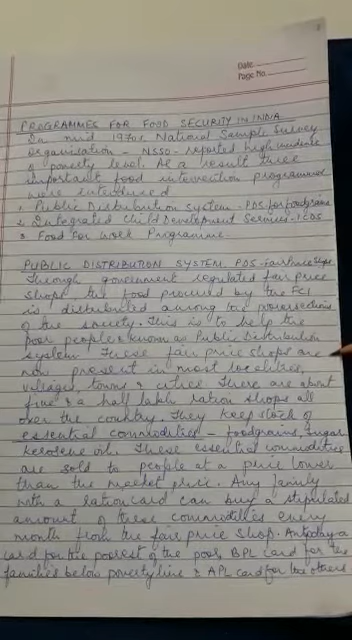 Date
Page No.
PROGRAMMES FOR FOOD SECURITY IN INDIA
In mid 1970s National Sample Survey
Organisation - NSSO - reported high incidence
poverty level. As a result three
important food intervention programmes
were introduced
1 Public Distribution System - PDS - for foodgrains
2 Integrated Child Development Services - ICDS
3 Food for work Programme
PUBLIC DISTRIBUTION SYSTEM PDS - Fair Price Shops
Through government regulated fair price
shops the food procured by the FCI
is distributed among the poor sections
of the society. This is to help the
poor people & known as Public Distribution
system. These fair price shops are
now present in most localities,
villages, towns & cities. There are about
five & a half lakh ration shops all
over the country. They keep stock of
essential commodities - foodgrains, sugar
kerosene oil. These essential commodities
are sold to people at a price lower
than the market price. Any family
with a ration card can buy a stipulated
amount of these commodities every
month from the fair price shop. Antodaya
card for the poorest of the poor, BPL card for the
families below poverty line & APL card for the others